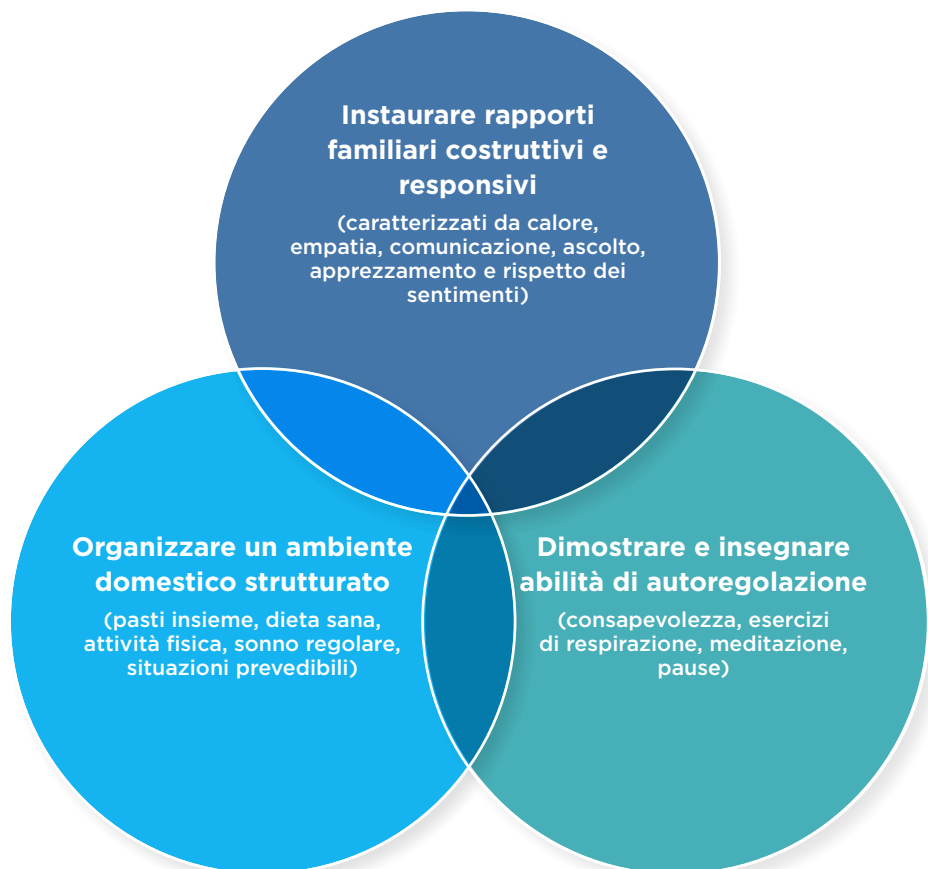 Instaurare rapporti
familiari costruttivi e
responsivi
(caratterizzati da calore,
empatia, comunicazione, ascolto,
apprezzamento e rispetto dei
sentimenti)
Organizzare un ambiente
domestico strutturato
(pasti insieme, dieta sana,
attività fisica, sonno regolare,
situazioni prevedibili)
Dimostrare e insegnare
abilità di autoregolazione
(consapevolezza, esercizi
di respirazione, meditazione,
pause)